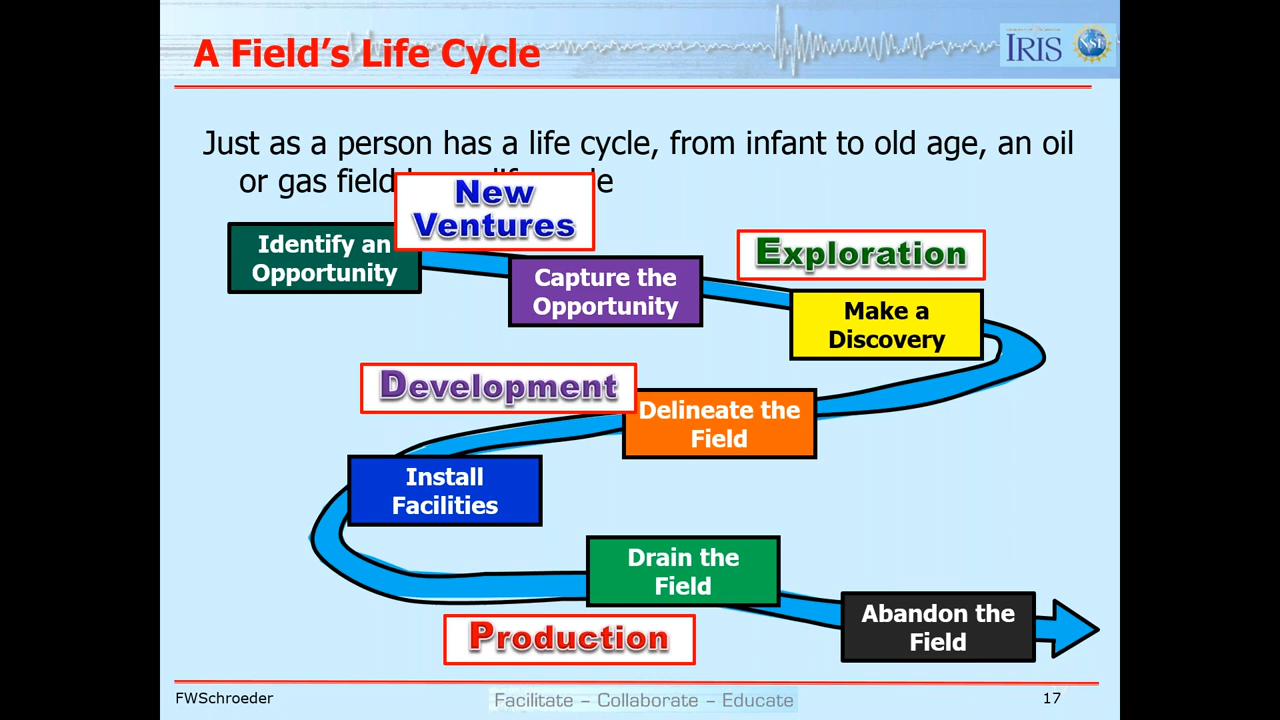 A Field's Life Cycle
IRIS
NSF
Just as a person has a life cycle, from infant to old age, an oil
or gas field
New
Ventures
Identify an
Opportunity
Capture the
Opportunity
Exploration
Make a
Discovery
Development
Delineate the
Field
Install
Facilities
Drain the
Field
Production
Abandon the
Field
FWSchroeder
Facilitate – Collaborate – Educate
17